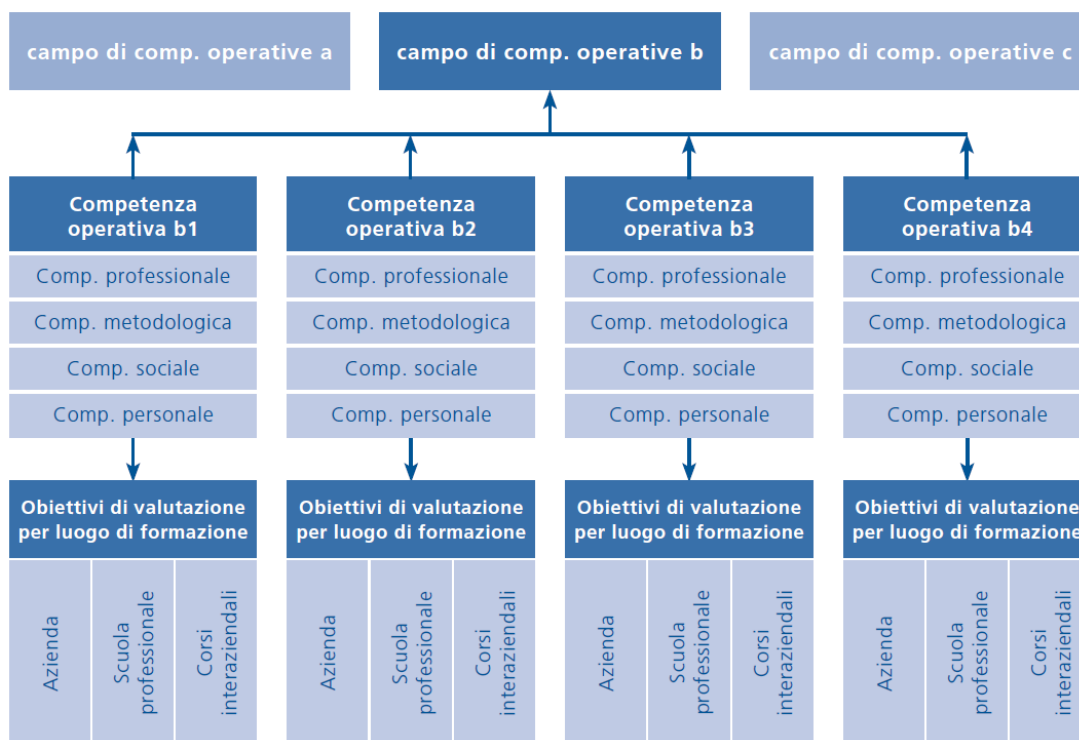 campo di comp. operative a
campo di comp. operative b
campo di comp. operative c
Competenza
operativa b1
Comp. professionale
Comp. metodologica
Comp. sociale
Comp. personale
Obiettivi di valutazione
per luogo di formazione
Azienda
Scuola
professionale
Corsi
interaziendali
Competenza
operativa b2
Comp. professionale
Comp. metodologica
Comp. sociale
Comp. personale
Obiettivi di valutazione
per luogo di formazione
Azienda
Scuola
professionale
Corsi
interaziendali
Competenza
operativa b3
Comp. professionale
Comp. metodologica
Comp. sociale
Comp. personale
Obiettivi di valutazione
per luogo di formazione
Azienda
Scuola
professionale
Corsi
interaziendali
Competenza
operativa b4
Comp. professionale
Comp. metodologica
Comp. sociale
Comp. personale
Obiettivi di valutazione
per luogo di formazione
Azienda
Scuola
professionale
Corsi
interaziendali